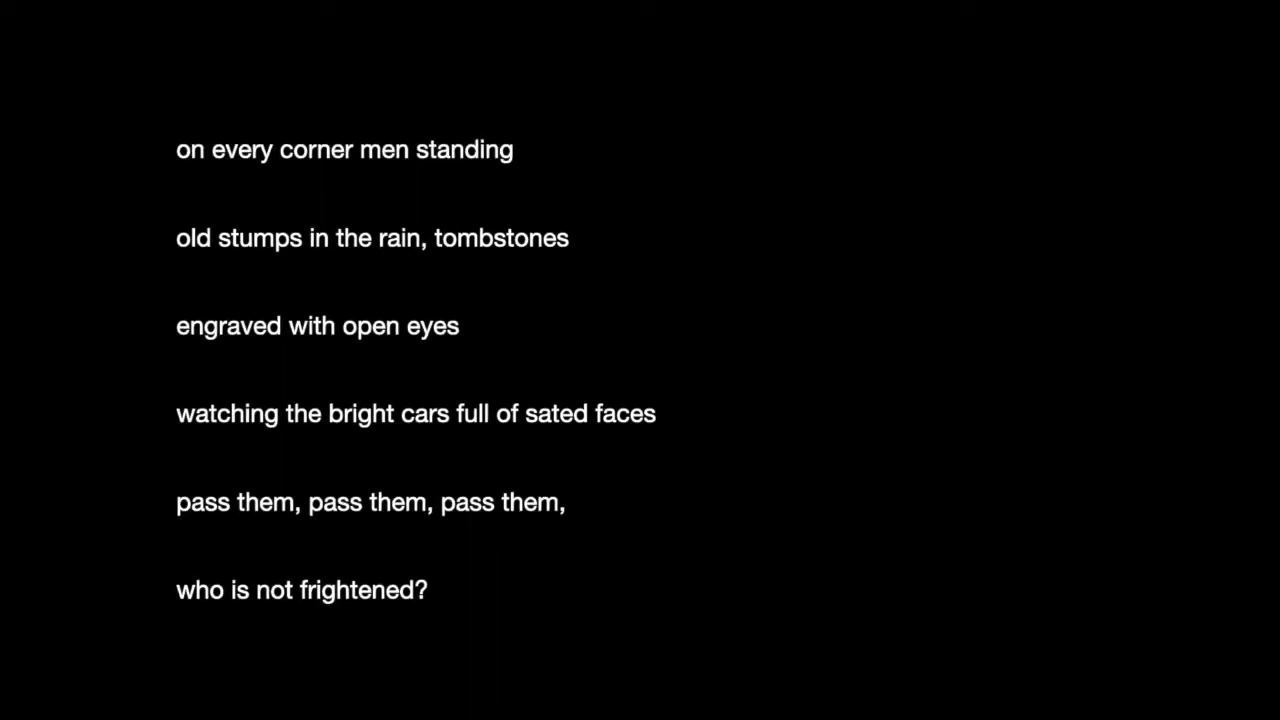 on every corner men standing
old stumps in the rain, tombstones
engraved with open eyes
watching the bright cars full of sated faces
pass them, pass them, pass them,
who is not frightened?